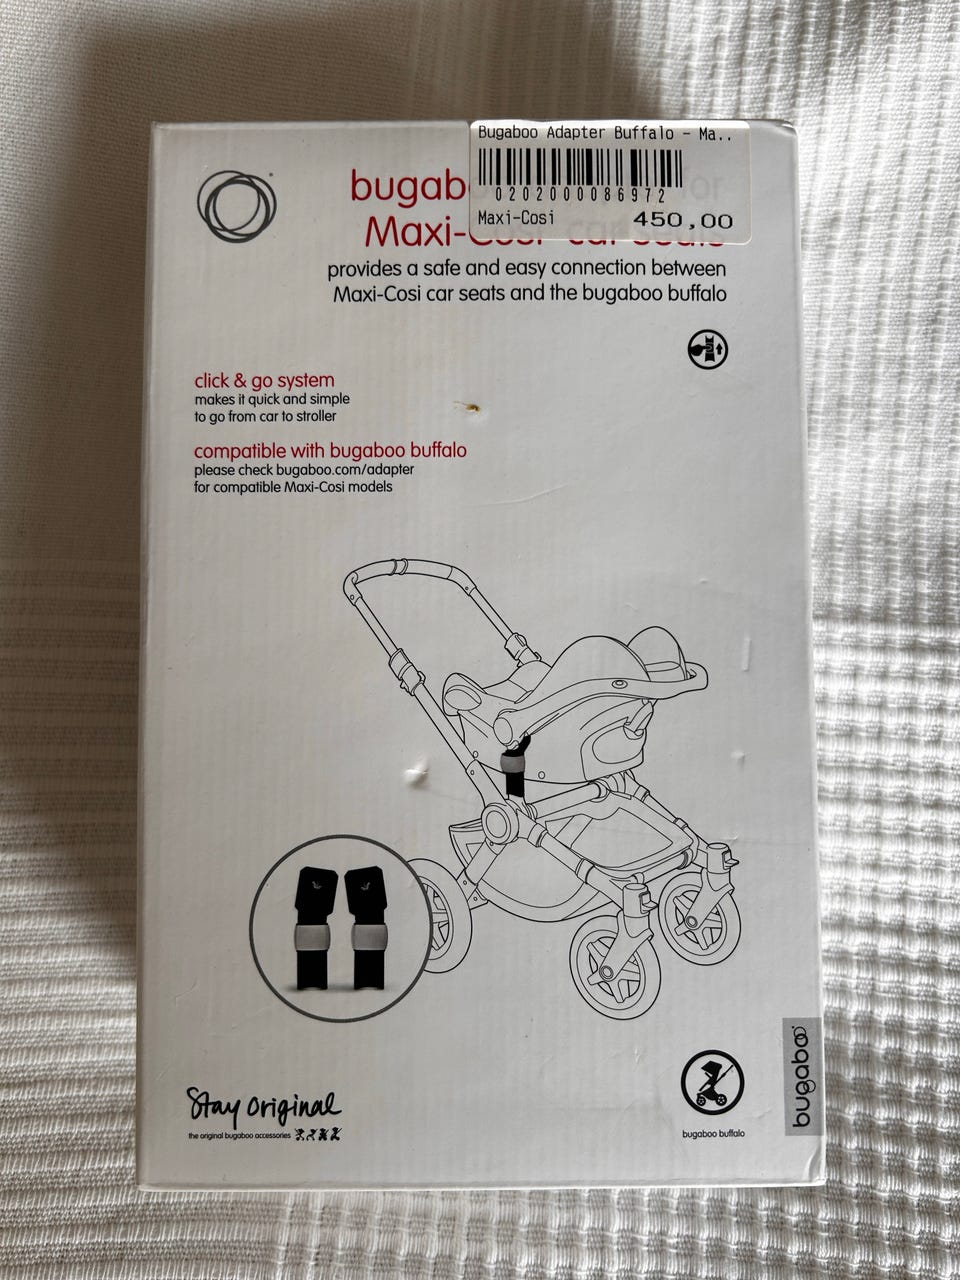 Bugaboo Adapter Buffalo - Ma..
0202000086972
Maxi-Cosi 450,00
for
Maxi-Cosi car seats
provides a safe and easy connection between
Maxi-Cosi car seats and the bugaboo buffalo
click & go system
makes it quick and simple
to go from car to stroller
compatible with bugaboo buffalo
please check bugaboo.com/adapter
for compatible Maxi-Cosi models
Stay Original
the original bugaboo accessories
bugaboo buffalo
bugaboo